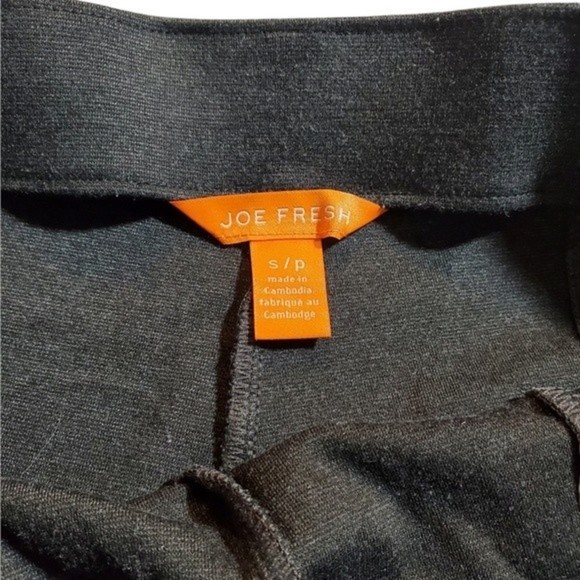 JOE FRESH
s/p
made in
Cambodia
fabriqué au
Cambodge